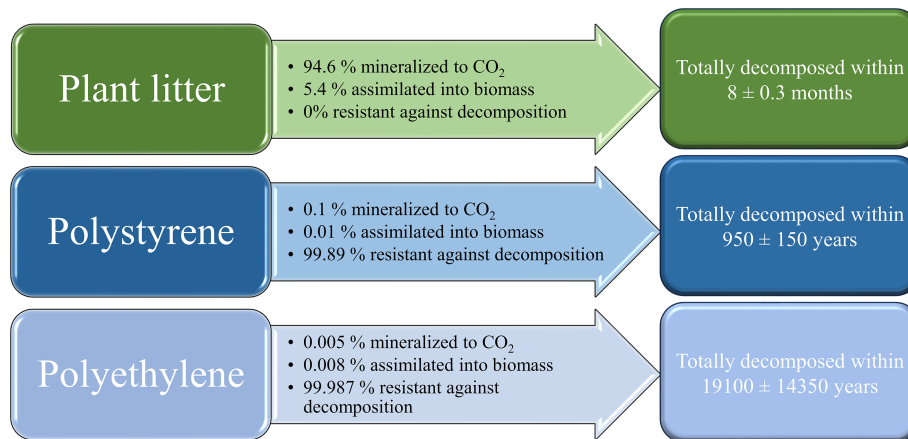 Plant litter
• 94.6 % mineralized to CO₂
• 5.4 % assimilated into biomass
• 0% resistant against decomposition
Totally decomposed within
8 ± 0.3 months
Polystyrene
• 0.1 % mineralized to CO₂
• 0.01 % assimilated into biomass
• 99.89 % resistant against decomposition
Totally decomposed within
950 ± 150 years
Polyethylene
• 0.005 % mineralized to CO₂
• 0.008 % assimilated into biomass
• 99.987 % resistant against
decomposition
Totally decomposed within
19100 ± 14350 years